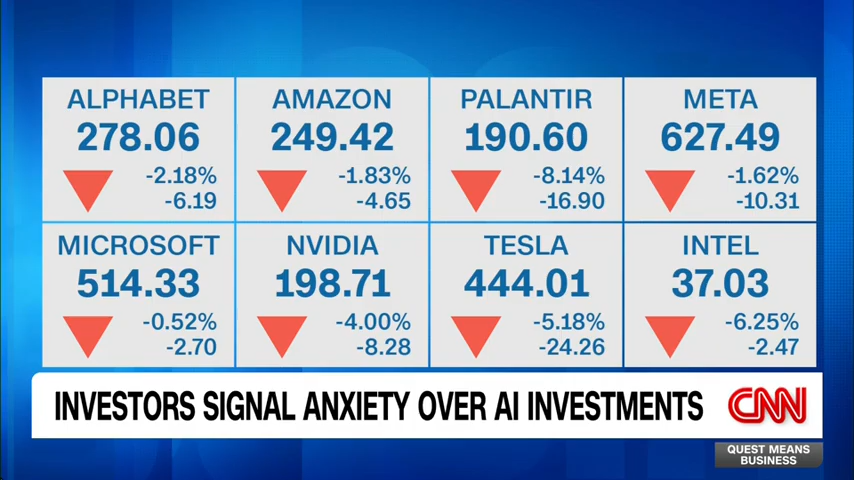 ALPHABET
278.06
-2.18%
-6.19
AMAZON
249.42
-1.83%
-4.65
PALANTIR
190.60
-8.14%
-16.90
META
627.49
-1.62%
-10.31
MICROSOFT
514.33
-0.52%
-2.70
NVIDIA
198.71
-4.00%
-8.28
TESLA
444.01
-5.18%
-24.26
INTEL
37.03
-6.25%
-2.47
INVESTORS SIGNAL ANXIETY OVER AI INVESTMENTS
CNN
QUEST MEANS
BUSINESS